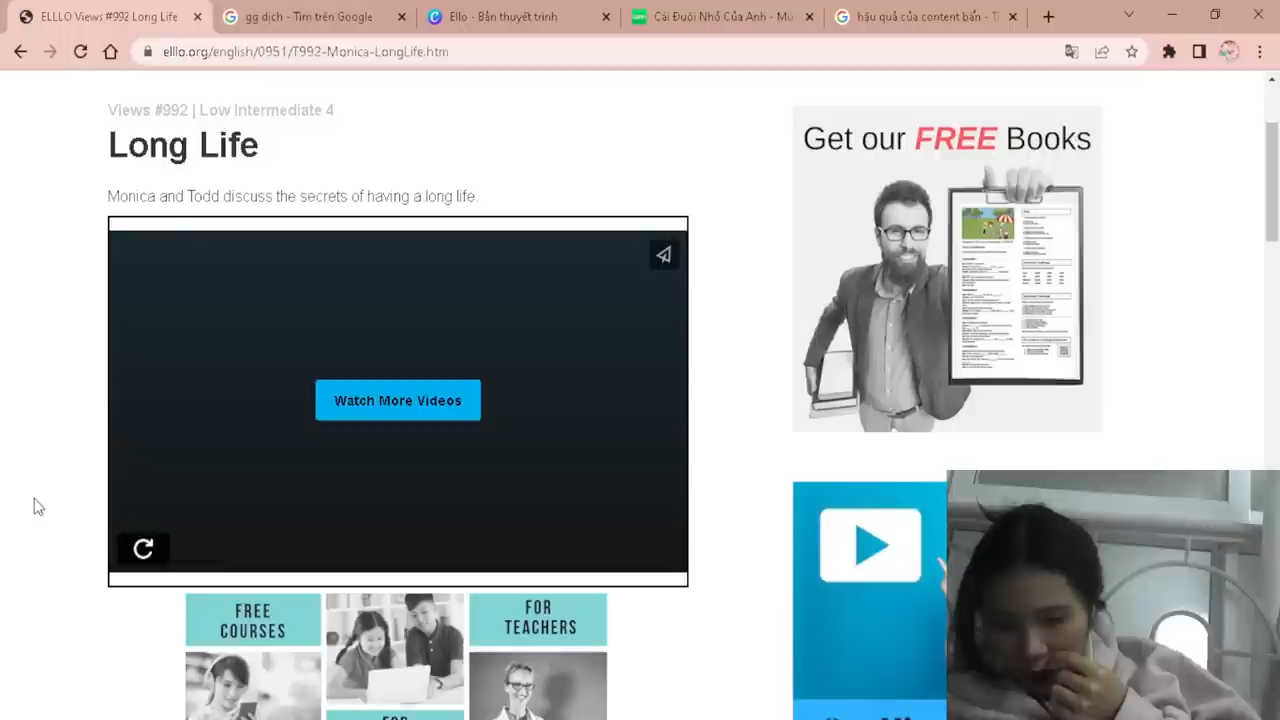 ELLLO Views #992 Long Life
gg dịch - Tìm trên Google
Ello - Bản thuyết trình
Cái Đuôi Nhỏ Của Anh - Mù
hậu quả của content bẩn - T
elllo.org/english/0951/T992-Monica-LongLife.htm
Views #992 | Low Intermediate 4
Long Life
Monica and Todd discuss the secrets of having a long life.
Get our FREE Books
Watch More Videos
FREE
COURSES
FOR
TEACHERS
FOR